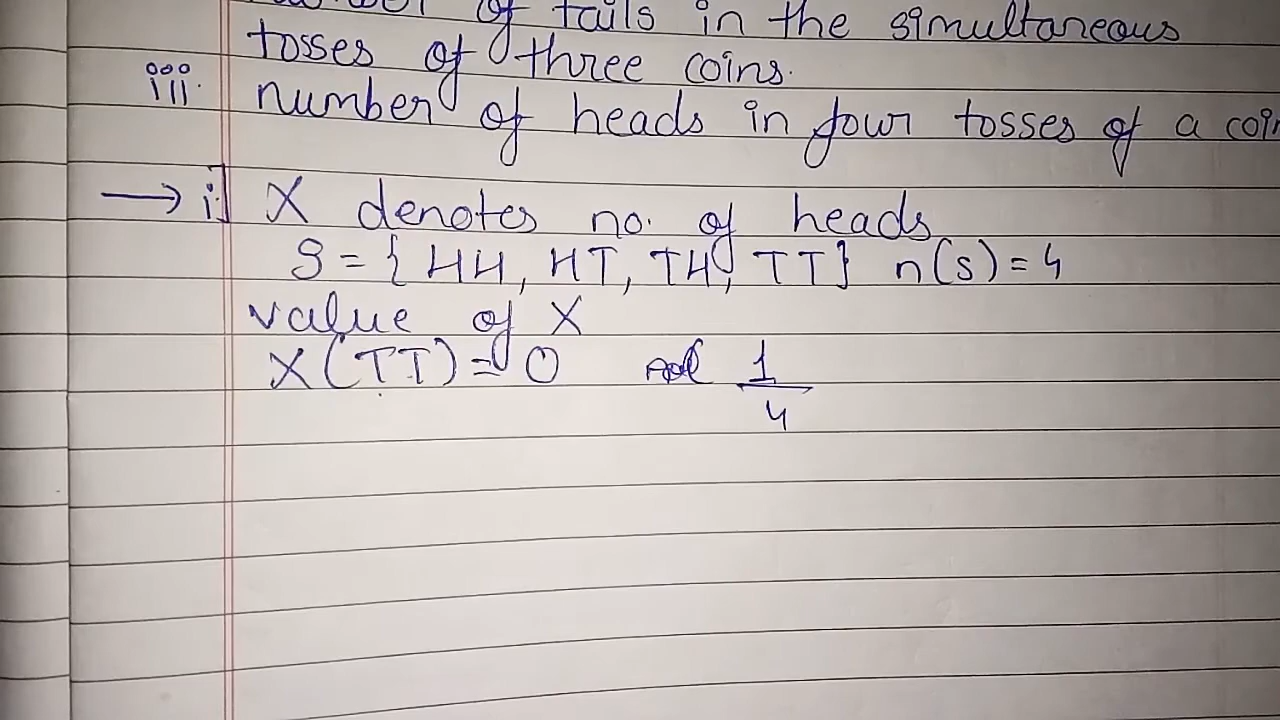 of tails in the simultaneous
tosses of three coins.
iii. number of heads in four tosses of a coin
→ i] X denotes no. of heads
S = { HH, HT, TH, TT } n(s) = 4
value of X
X(TT) = 0 1/4